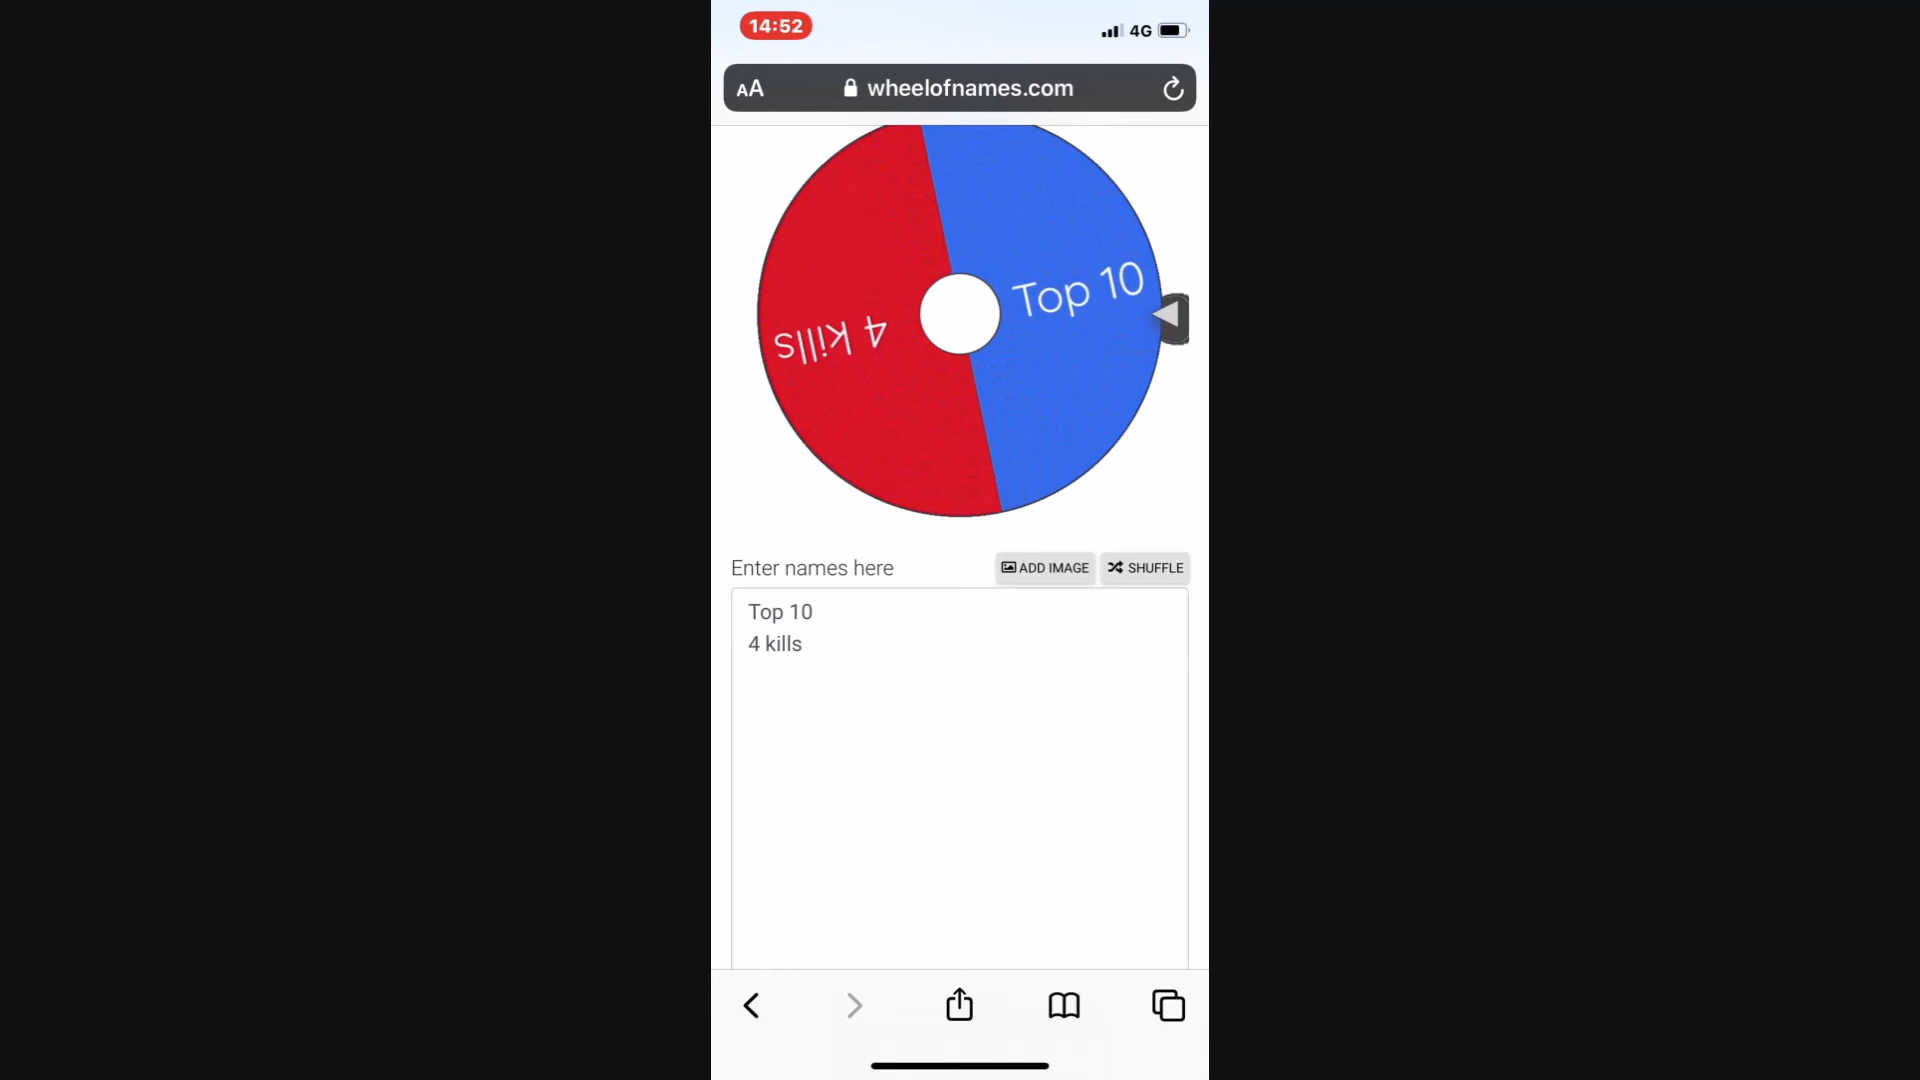 14:52
4G
AA
wheelofnames.com
Top 10
4 kills
Enter names here
ADD IMAGE
SHUFFLE
Top 10
4 kills